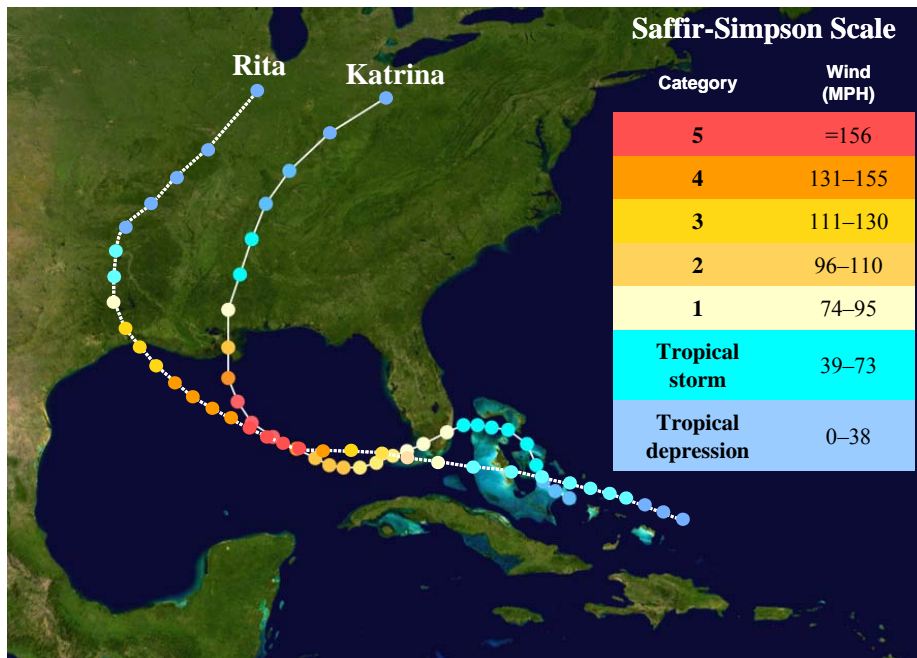 Saffir-Simpson Scale
Rita
Katrina
Category
Wind
(MPH)
5 =156
4 131–155
3 111–130
2 96–110
1 74–95
Tropical
storm
39–73
Tropical
depression
0–38